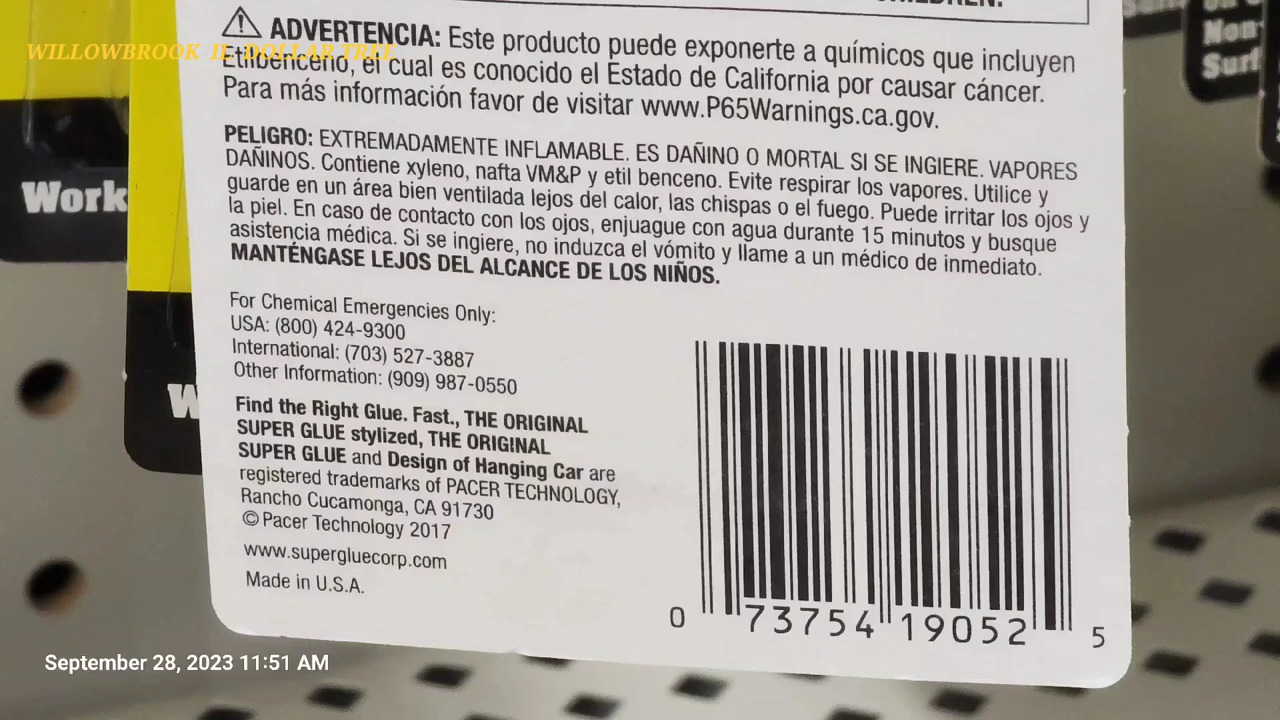 CHILDREN.
WILLOWBROOK IL DOLLAR TREE
⚠ ADVERTENCIA: Este producto puede exponerte a químicos que incluyen
Etilbenceno, el cual es conocido el Estado de California por causar cáncer.
Para más información favor de visitar www.P65Warnings.ca.gov.
PELIGRO: EXTREMADAMENTE INFLAMABLE. ES DAÑINO O MORTAL SI SE INGIERE. VAPORES
DAÑINOS. Contiene xyleno, nafta VM&P y etil benceno. Evite respirar los vapores. Utilice y
guarde en un área bien ventilada lejos del calor, las chispas o el fuego. Puede irritar los ojos y
la piel. En caso de contacto con los ojos, enjuague con agua durante 15 minutos y busque
asistencia médica. Si se ingiere, no induzca el vómito y llame a un médico de inmediato.
MANTÉNGASE LEJOS DEL ALCANCE DE LOS NIÑOS.
For Chemical Emergencies Only:
USA: (800) 424-9300
International: (703) 527-3887
Other Information: (909) 987-0550
Find the Right Glue. Fast., THE ORIGINAL
SUPER GLUE stylized, THE ORIGINAL
SUPER GLUE and Design of Hanging Car are
registered trademarks of PACER TECHNOLOGY,
Rancho Cucamonga, CA 91730
© Pacer Technology 2017
www.supergluecorp.com
Made in U.S.A.
0 73754 19052 5
Work
W
Non-
Surf
September 28, 2023 11:51 AM